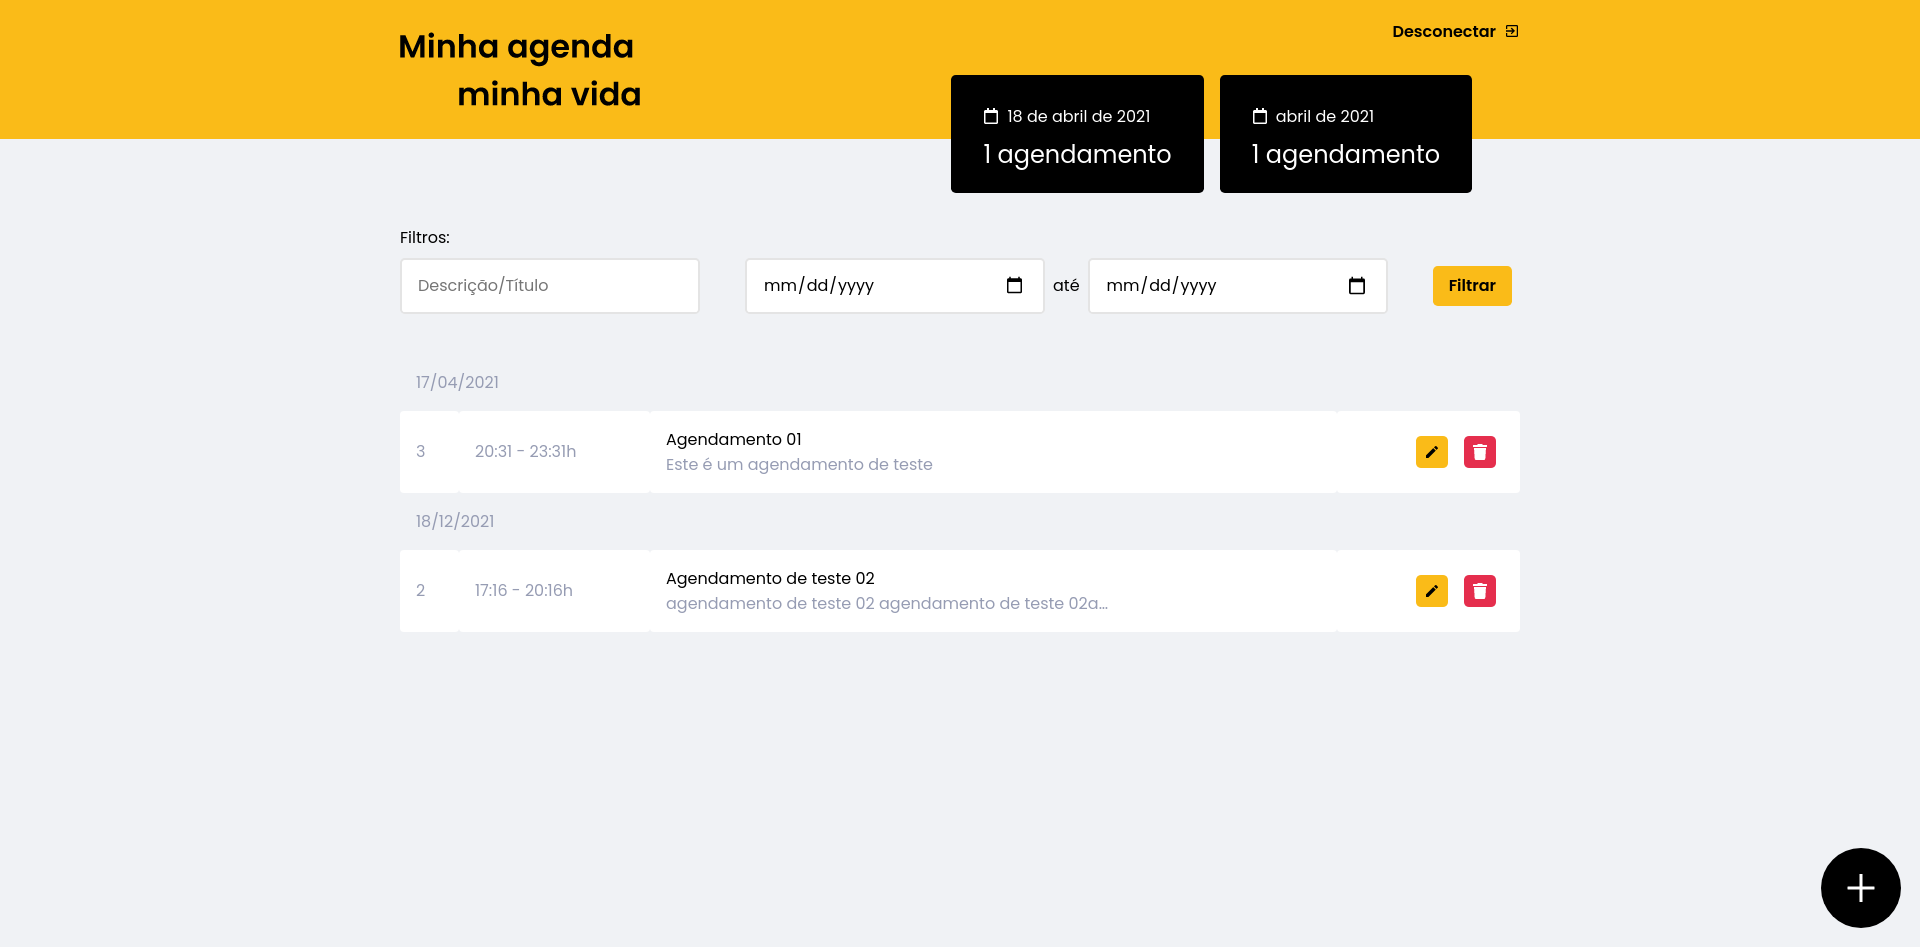 Minha agenda
minha vida
Desconectar
18 de abril de 2021
1 agendamento
abril de 2021
1 agendamento
Filtros:
Descrição/Título
mm/dd/yyyy
até
mm/dd/yyyy
Filtrar
17/04/2021
3
20:31 - 23:31h
Agendamento 01
Este é um agendamento de teste
18/12/2021
2
17:16 - 20:16h
Agendamento de teste 02
agendamento de teste 02 agendamento de teste 02a...